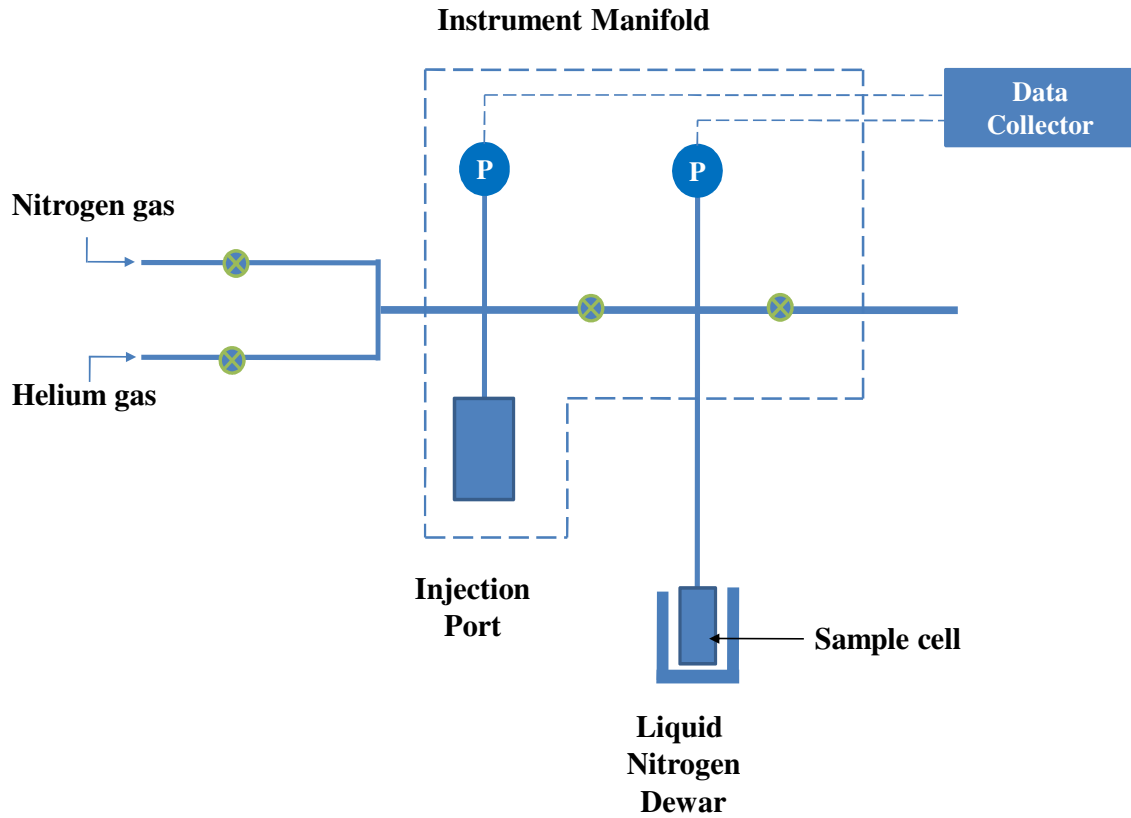 Instrument Manifold
Data
Collector
P
P
Nitrogen gas
Helium gas
Injection
Port
Sample cell
Liquid
Nitrogen
Dewar